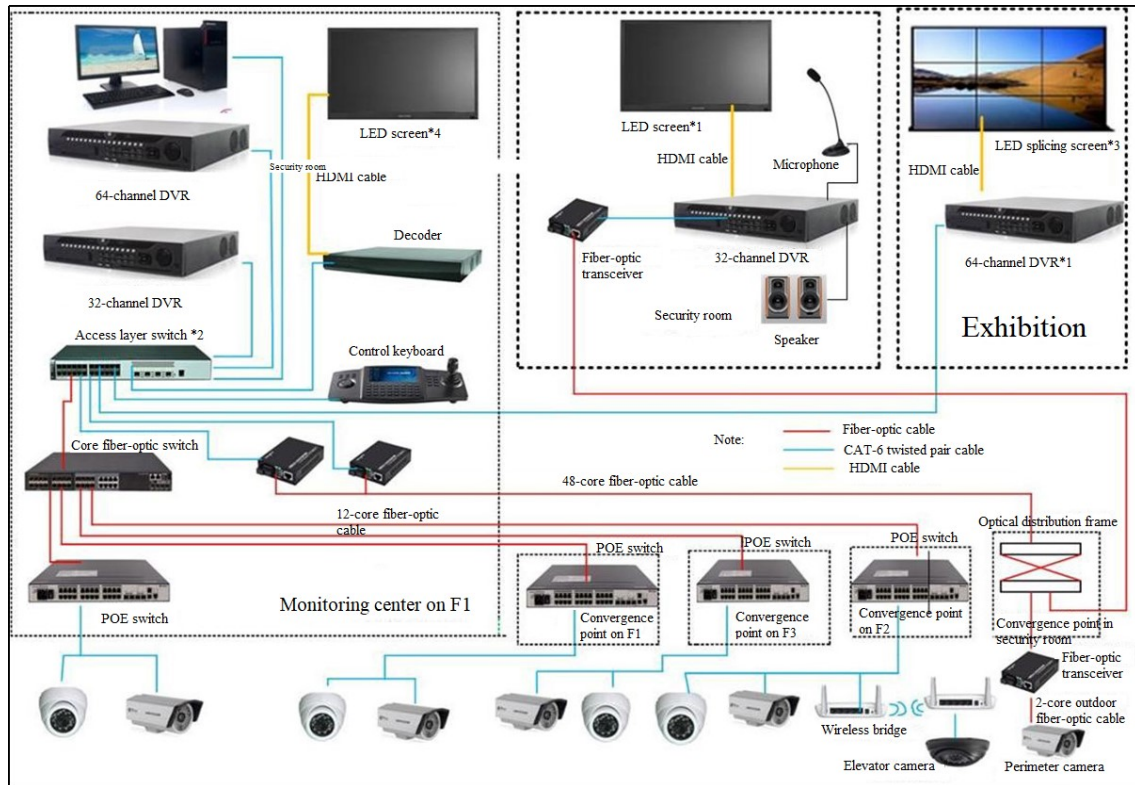 LED screen*4
Security room
HDMI cable
64-channel DVR
Decoder
32-channel DVR
Access layer switch *2
Control keyboard
Core fiber-optic switch
12-core fiber-optic
cable
POE switch
Monitoring center on F1
LED screen*1
HDMI cable
Microphone
Fiber-optic
transceiver
32-channel DVR
Security room
Speaker
LED splicing screen*3
HDMI cable
64-channel DVR*1
Exhibition
Note:
Fiber-optic cable
CAT-6 twisted pair cable
HDMI cable
48-core fiber-optic cable
Optical distribution frame
POE switch
Convergence
point on F1
POE switch
Convergence
point on F3
POE switch
Convergence point on
F2
Convergence point in
security room
Fiber-optic
transceiver
2-core outdoor
fiber-optic cable
Wireless bridge
Elevator camera
Perimeter camera